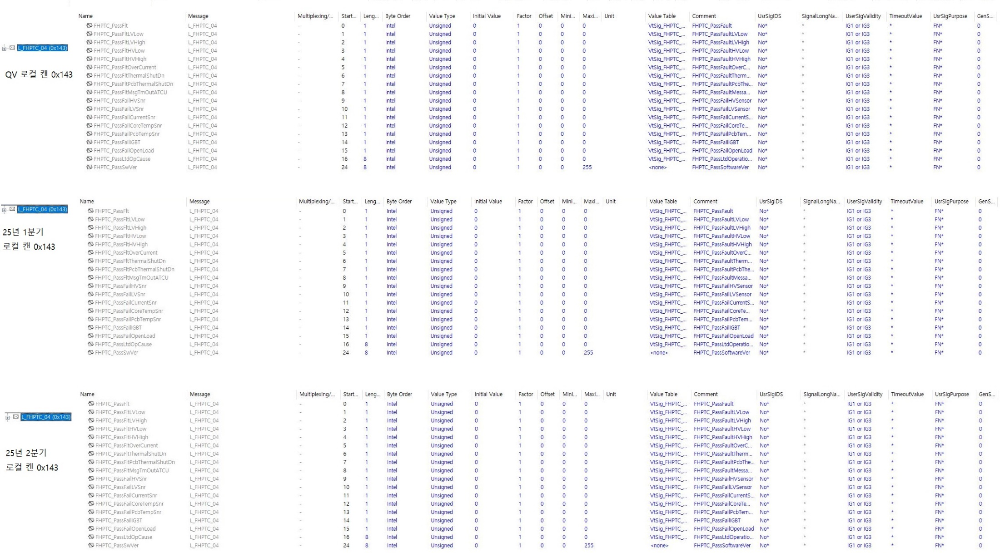 Name Message Multiplexing/... Start... Leng... Byte Order Value Type Initial Value Factor Offset Mini... Maxi... Unit Value Table Comment UsrSigIDS SignalLongNa... UserSigValidity TimeoutValue UsrSigPurpose GenS...
FHPTC_PassFlt L_FHPTC_04 - 0 1 Intel Unsigned 0 1 0 0 0 VtSig_FHPTC_... FHPTC_PassFault No* * IG1 or IG3 * FN* 0
FHPTC_PassFltLVLow L_FHPTC_04 - 1 1 Intel Unsigned 0 1 0 0 0 VtSig_FHPTC_... FHPTC_PassFaultLVLow No* * IG1 or IG3 * FN* 0
FHPTC_PassFltLVHigh L_FHPTC_04 - 2 1 Intel Unsigned 0 1 0 0 0 VtSig_FHPTC_... FHPTC_PassFaultLVHigh No* * IG1 or IG3 * FN* 0
L_FHPTC_04 (0x143)
FHPTC_PassFltHVLow L_FHPTC_04 - 3 1 Intel Unsigned 0 1 0 0 0 VtSig_FHPTC_... FHPTC_PassFaultHVLow No* * IG1 or IG3 * FN* 0
FHPTC_PassFltHVHigh L_FHPTC_04 - 4 1 Intel Unsigned 0 1 0 0 0 VtSig_FHPTC_... FHPTC_PassFaultHVHigh No* * IG1 or IG3 * FN* 0
FHPTC_PassFltOverCurrent L_FHPTC_04 - 5 1 Intel Unsigned 0 1 0 0 0 VtSig_FHPTC_... FHPTC_PassFaultOverC... No* * IG1 or IG3 * FN* 0
QV 로컬 캔 0x143
FHPTC_PassFltThermalShutDn L_FHPTC_04 - 6 1 Intel Unsigned 0 1 0 0 0 VtSig_FHPTC_... FHPTC_PassFaultTherm... No* * IG1 or IG3 * FN* 0
FHPTC_PassFltPcbThermalShutDn L_FHPTC_04 - 7 1 Intel Unsigned 0 1 0 0 0 VtSig_FHPTC_... FHPTC_PassFaultPcbThe... No* * IG1 or IG3 * FN* 0
FHPTC_PassFltMsgTmOutATCU L_FHPTC_04 - 8 1 Intel Unsigned 0 1 0 0 0 VtSig_FHPTC_... FHPTC_PassFaultMessa... No* * IG1 or IG3 * FN* 0
FHPTC_PassFailHVSnr L_FHPTC_04 - 9 1 Intel Unsigned 0 1 0 0 0 VtSig_FHPTC_... FHPTC_PassFailHVSensor No* * IG1 or IG3 * FN* 0
FHPTC_PassFailLVSnr L_FHPTC_04 - 10 1 Intel Unsigned 0 1 0 0 0 VtSig_FHPTC_... FHPTC_PassFailLVSensor No* * IG1 or IG3 * FN* 0
FHPTC_PassFailCurrentSnr L_FHPTC_04 - 11 1 Intel Unsigned 0 1 0 0 0 VtSig_FHPTC_... FHPTC_PassFailCurrentS... No* * IG1 or IG3 * FN* 0
FHPTC_PassFailCoreTempSnr L_FHPTC_04 - 12 1 Intel Unsigned 0 1 0 0 0 VtSig_FHPTC_... FHPTC_PassFailCoreTe... No* * IG1 or IG3 * FN* 0
FHPTC_PassFailPcbTempSnr L_FHPTC_04 - 13 1 Intel Unsigned 0 1 0 0 0 VtSig_FHPTC_... FHPTC_PassFailPcbTem... No* * IG1 or IG3 * FN* 0
FHPTC_PassFailIGBT L_FHPTC_04 - 14 1 Intel Unsigned 0 1 0 0 0 VtSig_FHPTC_... FHPTC_PassFailIGBT No* * IG1 or IG3 * FN* 0
FHPTC_PassFailOpenLoad L_FHPTC_04 - 15 1 Intel Unsigned 0 1 0 0 0 VtSig_FHPTC_... FHPTC_PassFailOpenLoad No* * IG1 or IG3 * FN* 0
FHPTC_PassLtdOpCause L_FHPTC_04 - 16 8 Intel Unsigned 0 1 0 0 0 VtSig_FHPTC_... FHPTC_PassLtdOperatio... No* * IG1 or IG3 * FN* 0
FHPTC_PassSwVer L_FHPTC_04 - 24 8 Intel Unsigned 0 1 0 0 255 <none> FHPTC_PassSoftwareVer No* * IG1 or IG3 * FN* 0
Name Message Multiplexing/... Start... Leng... Byte Order Value Type Initial Value Factor Offset Mini... Maxi... Unit Value Table Comment UsrSigIDS SignalLongNa... UserSigValidity TimeoutValue UsrSigPurpose GenS...
L_FHPTC_04 (0x143)
FHPTC_PassFlt L_FHPTC_04 - 0 1 Intel Unsigned 0 1 0 0 0 VtSig_FHPTC_... FHPTC_PassFault No* * IG1 or IG3 * FN* 0
FHPTC_PassFltLVLow L_FHPTC_04 - 1 1 Intel Unsigned 0 1 0 0 0 VtSig_FHPTC_... FHPTC_PassFaultLVLow No* * IG1 or IG3 * FN* 0
FHPTC_PassFltLVHigh L_FHPTC_04 - 2 1 Intel Unsigned 0 1 0 0 0 VtSig_FHPTC_... FHPTC_PassFaultLVHigh No* * IG1 or IG3 * FN* 0
25년 1분기
FHPTC_PassFltHVLow L_FHPTC_04 - 3 1 Intel Unsigned 0 1 0 0 0 VtSig_FHPTC_... FHPTC_PassFaultHVLow No* * IG1 or IG3 * FN* 0
FHPTC_PassFltHVHigh L_FHPTC_04 - 4 1 Intel Unsigned 0 1 0 0 0 VtSig_FHPTC_... FHPTC_PassFaultHVHigh No* * IG1 or IG3 * FN* 0
로컬 캔 0x143
FHPTC_PassFltOverCurrent L_FHPTC_04 - 5 1 Intel Unsigned 0 1 0 0 0 VtSig_FHPTC_... FHPTC_PassFaultOverC... No* * IG1 or IG3 * FN* 0
FHPTC_PassFltThermalShutDn L_FHPTC_04 - 6 1 Intel Unsigned 0 1 0 0 0 VtSig_FHPTC_... FHPTC_PassFaultTherm... No* * IG1 or IG3 * FN* 0
FHPTC_PassFltPcbThermalShutDn L_FHPTC_04 - 7 1 Intel Unsigned 0 1 0 0 0 VtSig_FHPTC_... FHPTC_PassFaultPcbThe... No* * IG1 or IG3 * FN* 0
FHPTC_PassFltMsgTmOutATCU L_FHPTC_04 - 8 1 Intel Unsigned 0 1 0 0 0 VtSig_FHPTC_... FHPTC_PassFaultMessa... No* * IG1 or IG3 * FN* 0
FHPTC_PassFailHVSnr L_FHPTC_04 - 9 1 Intel Unsigned 0 1 0 0 0 VtSig_FHPTC_... FHPTC_PassFailHVSensor No* * IG1 or IG3 * FN* 0
FHPTC_PassFailLVSnr L_FHPTC_04 - 10 1 Intel Unsigned 0 1 0 0 0 VtSig_FHPTC_... FHPTC_PassFailLVSensor No* * IG1 or IG3 * FN* 0
FHPTC_PassFailCurrentSnr L_FHPTC_04 - 11 1 Intel Unsigned 0 1 0 0 0 VtSig_FHPTC_... FHPTC_PassFailCurrentS... No* * IG1 or IG3 * FN* 0
FHPTC_PassFailCoreTempSnr L_FHPTC_04 - 12 1 Intel Unsigned 0 1 0 0 0 VtSig_FHPTC_... FHPTC_PassFailCoreTe... No* * IG1 or IG3 * FN* 0
FHPTC_PassFailPcbTempSnr L_FHPTC_04 - 13 1 Intel Unsigned 0 1 0 0 0 VtSig_FHPTC_... FHPTC_PassFailPcbTem... No* * IG1 or IG3 * FN* 0
FHPTC_PassFailIGBT L_FHPTC_04 - 14 1 Intel Unsigned 0 1 0 0 0 VtSig_FHPTC_... FHPTC_PassFailIGBT No* * IG1 or IG3 * FN* 0
FHPTC_PassFailOpenLoad L_FHPTC_04 - 15 1 Intel Unsigned 0 1 0 0 0 VtSig_FHPTC_... FHPTC_PassFailOpenLoad No* * IG1 or IG3 * FN* 0
FHPTC_PassLtdOpCause L_FHPTC_04 - 16 8 Intel Unsigned 0 1 0 0 0 VtSig_FHPTC_... FHPTC_PassLtdOperatio... No* * IG1 or IG3 * FN* 0
FHPTC_PassSwVer L_FHPTC_04 - 24 8 Intel Unsigned 0 1 0 0 255 <none> FHPTC_PassSoftwareVer No* * IG1 or IG3 * FN* 0
Name Message Multiplexing/... Start... Leng... Byte Order Value Type Initial Value Factor Offset Mini... Maxi... Unit Value Table Comment UsrSigIDS SignalLongNa... UserSigValidity TimeoutValue UsrSigPurpose GenS...
FHPTC_PassFlt L_FHPTC_04 - 0 1 Intel Unsigned 0 1 0 0 0 VtSig_FHPTC_... FHPTC_PassFault No* * IG1 or IG3 * FN* 0
FHPTC_PassFltLVLow L_FHPTC_04 - 1 1 Intel Unsigned 0 1 0 0 0 VtSig_FHPTC_... FHPTC_PassFaultLVLow No* * IG1 or IG3 * FN* 0
L_FHPTC_04 (0x143)
FHPTC_PassFltLVHigh L_FHPTC_04 - 2 1 Intel Unsigned 0 1 0 0 0 VtSig_FHPTC_... FHPTC_PassFaultLVHigh No* * IG1 or IG3 * FN* 0
FHPTC_PassFltHVLow L_FHPTC_04 - 3 1 Intel Unsigned 0 1 0 0 0 VtSig_FHPTC_... FHPTC_PassFaultHVLow No* * IG1 or IG3 * FN* 0
FHPTC_PassFltHVHigh L_FHPTC_04 - 4 1 Intel Unsigned 0 1 0 0 0 VtSig_FHPTC_... FHPTC_PassFaultHVHigh No* * IG1 or IG3 * FN* 0
FHPTC_PassFltOverCurrent L_FHPTC_04 - 5 1 Intel Unsigned 0 1 0 0 0 VtSig_FHPTC_... FHPTC_PassFaultOverC... No* * IG1 or IG3 * FN* 0
25년 2분기
FHPTC_PassFltThermalShutDn L_FHPTC_04 - 6 1 Intel Unsigned 0 1 0 0 0 VtSig_FHPTC_... FHPTC_PassFaultTherm... No* * IG1 or IG3 * FN* 0
FHPTC_PassFltPcbThermalShutDn L_FHPTC_04 - 7 1 Intel Unsigned 0 1 0 0 0 VtSig_FHPTC_... FHPTC_PassFaultPcbThe... No* * IG1 or IG3 * FN* 0
로컬 캔 0x143
FHPTC_PassFltMsgTmOutATCU L_FHPTC_04 - 8 1 Intel Unsigned 0 1 0 0 0 VtSig_FHPTC_... FHPTC_PassFaultMessa... No* * IG1 or IG3 * FN* 0
FHPTC_PassFailHVSnr L_FHPTC_04 - 9 1 Intel Unsigned 0 1 0 0 0 VtSig_FHPTC_... FHPTC_PassFailHVSensor No* * IG1 or IG3 * FN* 0
FHPTC_PassFailLVSnr L_FHPTC_04 - 10 1 Intel Unsigned 0 1 0 0 0 VtSig_FHPTC_... FHPTC_PassFailLVSensor No* * IG1 or IG3 * FN* 0
FHPTC_PassFailCurrentSnr L_FHPTC_04 - 11 1 Intel Unsigned 0 1 0 0 0 VtSig_FHPTC_... FHPTC_PassFailCurrentS... No* * IG1 or IG3 * FN* 0
FHPTC_PassFailCoreTempSnr L_FHPTC_04 - 12 1 Intel Unsigned 0 1 0 0 0 VtSig_FHPTC_... FHPTC_PassFailCoreTe... No* * IG1 or IG3 * FN* 0
FHPTC_PassFailPcbTempSnr L_FHPTC_04 - 13 1 Intel Unsigned 0 1 0 0 0 VtSig_FHPTC_... FHPTC_PassFailPcbTem... No* * IG1 or IG3 * FN* 0
FHPTC_PassFailIGBT L_FHPTC_04 - 14 1 Intel Unsigned 0 1 0 0 0 VtSig_FHPTC_... FHPTC_PassFailIGBT No* * IG1 or IG3 * FN* 0
FHPTC_PassFailOpenLoad L_FHPTC_04 - 15 1 Intel Unsigned 0 1 0 0 0 VtSig_FHPTC_... FHPTC_PassFailOpenLoad No* * IG1 or IG3 * FN* 0
FHPTC_PassLtdOpCause L_FHPTC_04 - 16 8 Intel Unsigned 0 1 0 0 0 VtSig_FHPTC_... FHPTC_PassLtdOperatio... No* * IG1 or IG3 * FN* 0
FHPTC_PassSwVer L_FHPTC_04 - 24 8 Intel Unsigned 0 1 0 0 255 <none> FHPTC_PassSoftwareVer No* * IG1 or IG3 * FN* 0